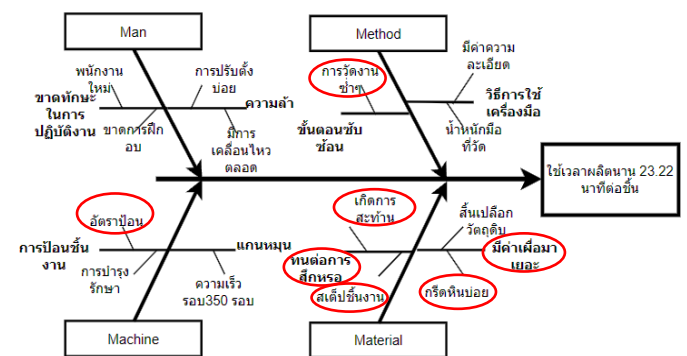 Man
Method
พนักงาน
ใหม่
การปรับตั้ง
บ่อย
ขาดทักษะ
ในการ
ปฏิบัติงาน
ความล้า
ขาดการฝึก
อบ
มีการ
เคลื่อนไหว
ตลอด
การวัดงาน
ซ้ำๆ
มีค่าความ
ละเอียด
วิธีการใช้
เครื่องมือ
ขั้นตอนซับ
ซ้อน
น้ำหนักมือ
ที่วัด
ใช้เวลาผลิตนาน 23.22
นาทีต่อชิ้น
อัตราป้อน
การป้อนชิ้น
งาน
แกนหมุน
การบำรุง
รักษา
ความเร็ว
รอบ350 รอบ
เกิดการ
สะท้าน
สิ้นเปลือก
วัตถุดิบ
ทนต่อการ
สึกหรอ
มีค่าเผื่อมา
เยอะ
สเต็ปชิ้นงาน
กรีดหินบ่อย
Machine
Material